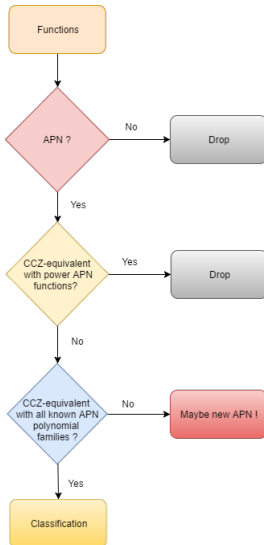 Functions
APN ?
No
Drop
Yes
CCZ-equivalent
with power APN
functions?
Yes
Drop
No
CCZ-equivalent
with all known APN
polynomial
families ?
No
Maybe new APN !
Yes
Classification